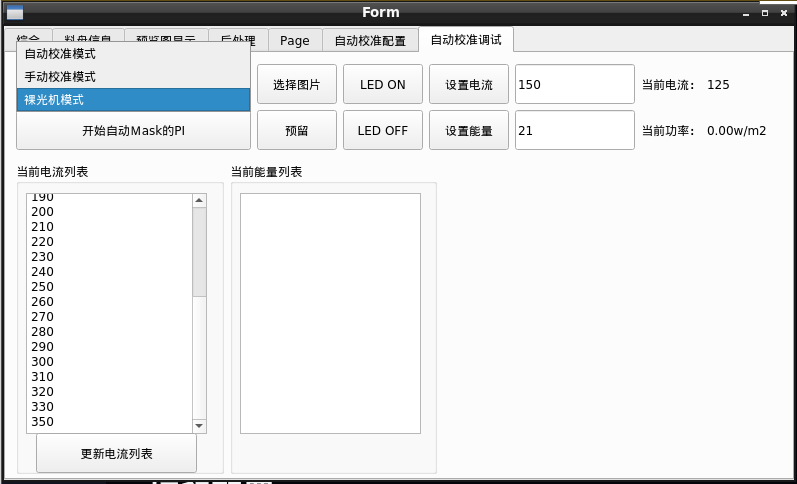 Form
综合 料盘信息 预览图显示 后处理 Page 自动校准配置 自动校准调试
自动校准模式
手动校准模式
裸光机模式
选择图片 LED ON 设置电流 150 当前电流： 125
开始自动Mask的PI 预留 LED OFF 设置能量 21 当前功率： 0.00w/m2
当前电流列表 当前能量列表
190
200
210
220
230
240
250
260
270
280
290
300
310
320
330
350
更新电流列表